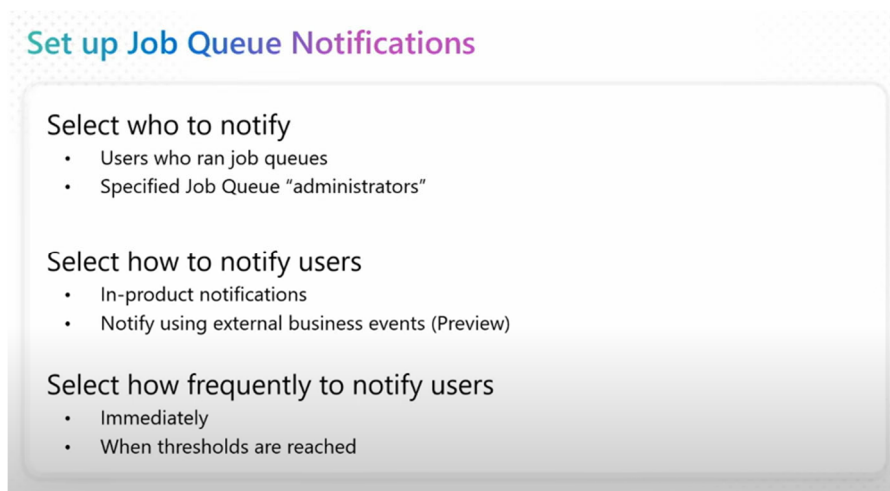 Set up Job Queue Notifications
Select who to notify
• Users who ran job queues
• Specified Job Queue “administrators”
Select how to notify users
• In-product notifications
• Notify using external business events (Preview)
Select how frequently to notify users
• Immediately
• When thresholds are reached